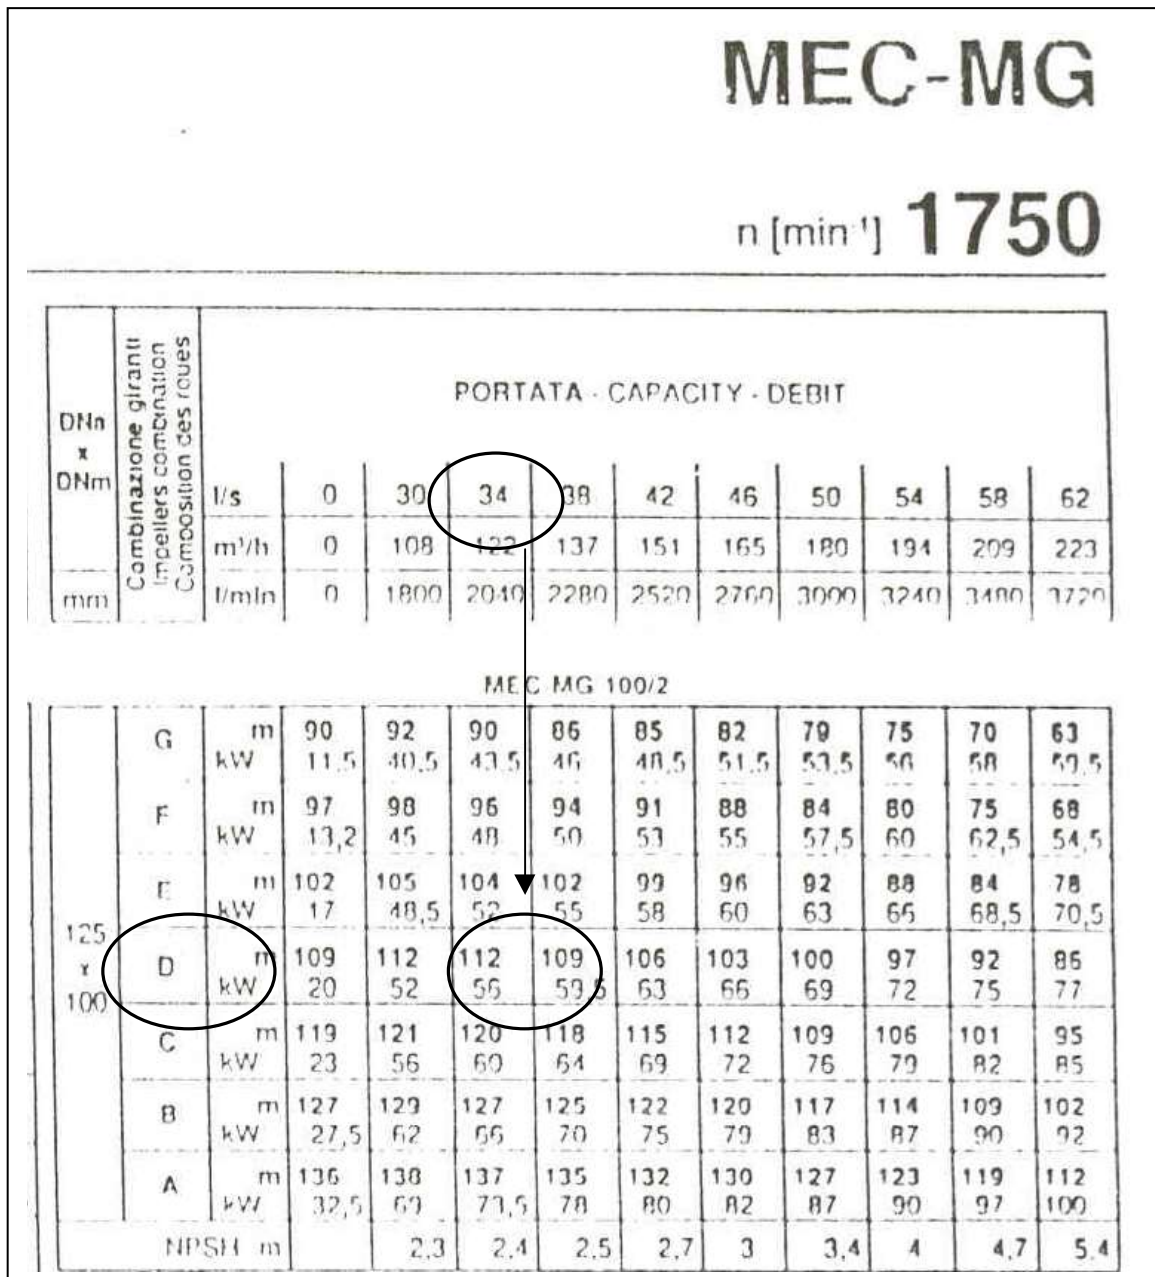 MEC-MG
n [min⁻¹] 1750
DNa
x
DNm
mm
Combinazione giranti
Impellers combination
Composition des roues
PORTATA - CAPACITY - DEBIT
l/s 0 30 34 38 42 46 50 54 58 62
m³/h 0 108 122 137 151 165 180 194 209 223
l/min 0 1800 2040 2280 2520 2760 3000 3240 3480 3720
MEC MG 100/2
125
x
100
G m 90 92 90 86 85 82 79 75 70 63
kW 11,5 40,5 43,5 46 48,5 51,5 53,5 56 58 59,5
F m 97 98 96 94 91 88 84 80 75 68
kW 13,2 45 48 50 53 55 57,5 60 62,5 54,5
E m 102 105 104 102 99 96 92 88 84 78
kW 17 48,5 52 55 58 60 63 66 68,5 70,5
D m 109 112 112 109 106 103 100 97 92 86
kW 20 52 56 59,5 63 66 69 72 75 77
C m 119 121 120 118 115 112 109 106 101 95
kW 23 56 60 64 69 72 76 79 82 85
B m 127 129 127 125 122 120 117 114 109 102
kW 27,5 62 66 70 75 79 83 87 90 92
A m 136 138 137 135 132 130 127 123 119 112
kW 32,5 69 73,5 78 80 82 87 90 97 100
NPSH m 2,3 2,4 2,5 2,7 3 3,4 4 4,7 5,4